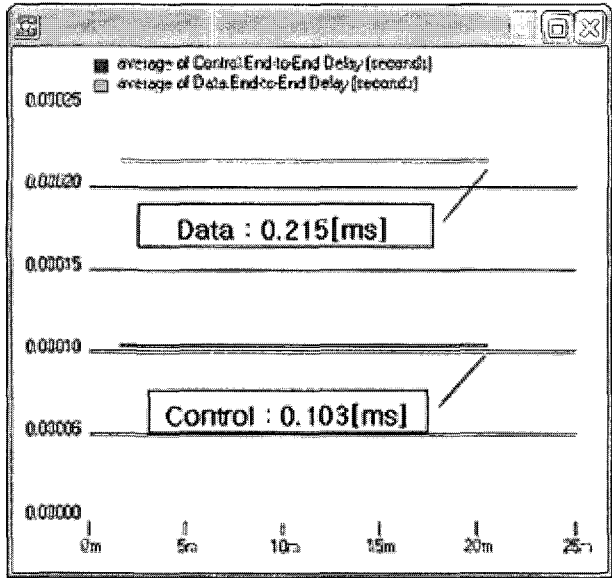 average of Control End-to-End Delay (seconds)
average of Data End-to-End Delay (seconds)
0.00025
0.00020
Data : 0.215[ms]
0.00015
0.00010
Control : 0.103[ms]
0.00005
0.00000
0m 5m 10m 15m 20m 25m